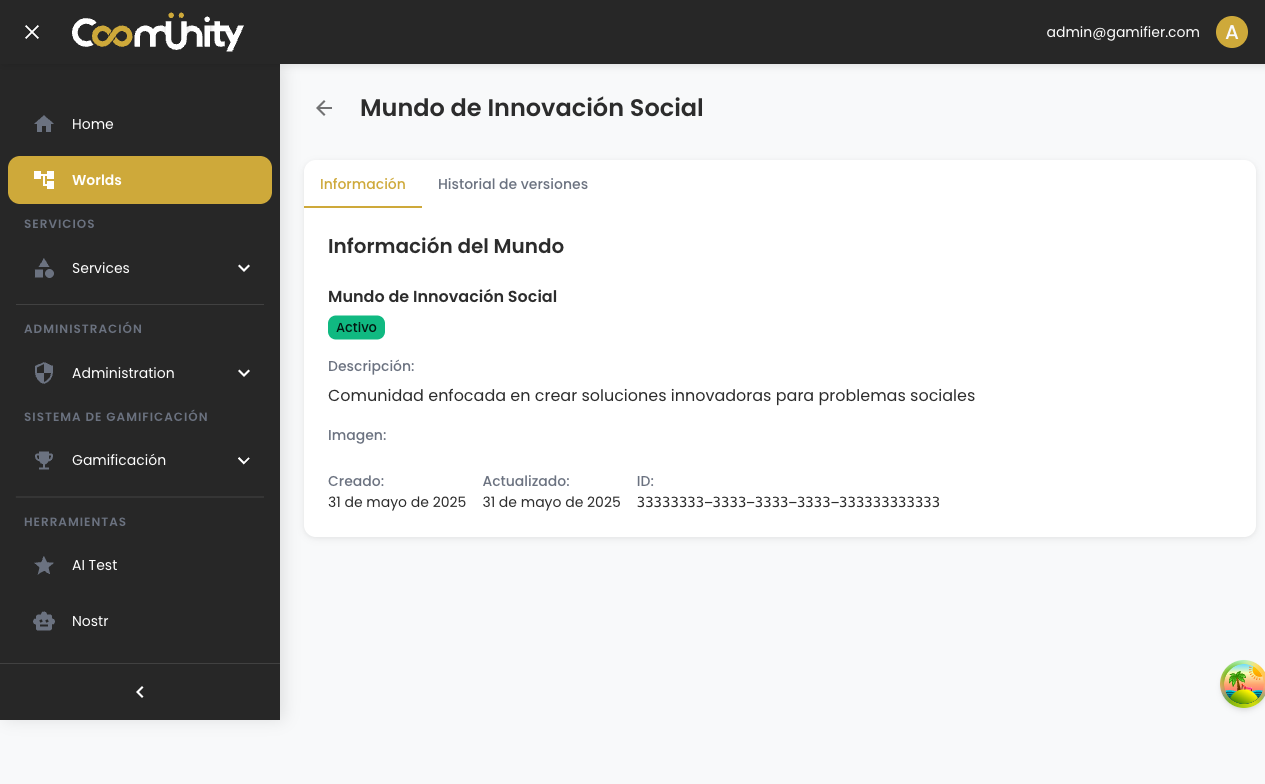 Coomÿnity
admin@gamifier.com
A
Home
Worlds
SERVICIOS
Services
ADMINISTRACIÓN
Administration
SISTEMA DE GAMIFICACIÓN
Gamificación
HERRAMIENTAS
AI Test
Nostr
Mundo de Innovación Social
Información
Historial de versiones
Información del Mundo
Mundo de Innovación Social
Activo
Descripción:
Comunidad enfocada en crear soluciones innovadoras para problemas sociales
Imagen:
Creado: Actualizado: ID:
31 de mayo de 2025 31 de mayo de 2025 33333333-3333-3333-3333-333333333333